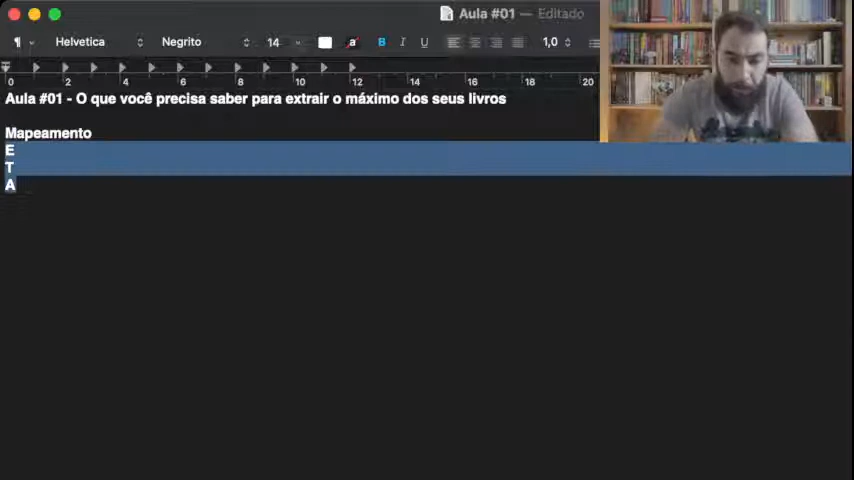 Aula #01 — Editado
¶ Helvetica Negrito 14 a B I U 1,0
0 2 4 6 8 10 12 14 16 18 20
Aula #01 - O que você precisa saber para extrair o máximo dos seus livros
Mapeamento
E
T
A